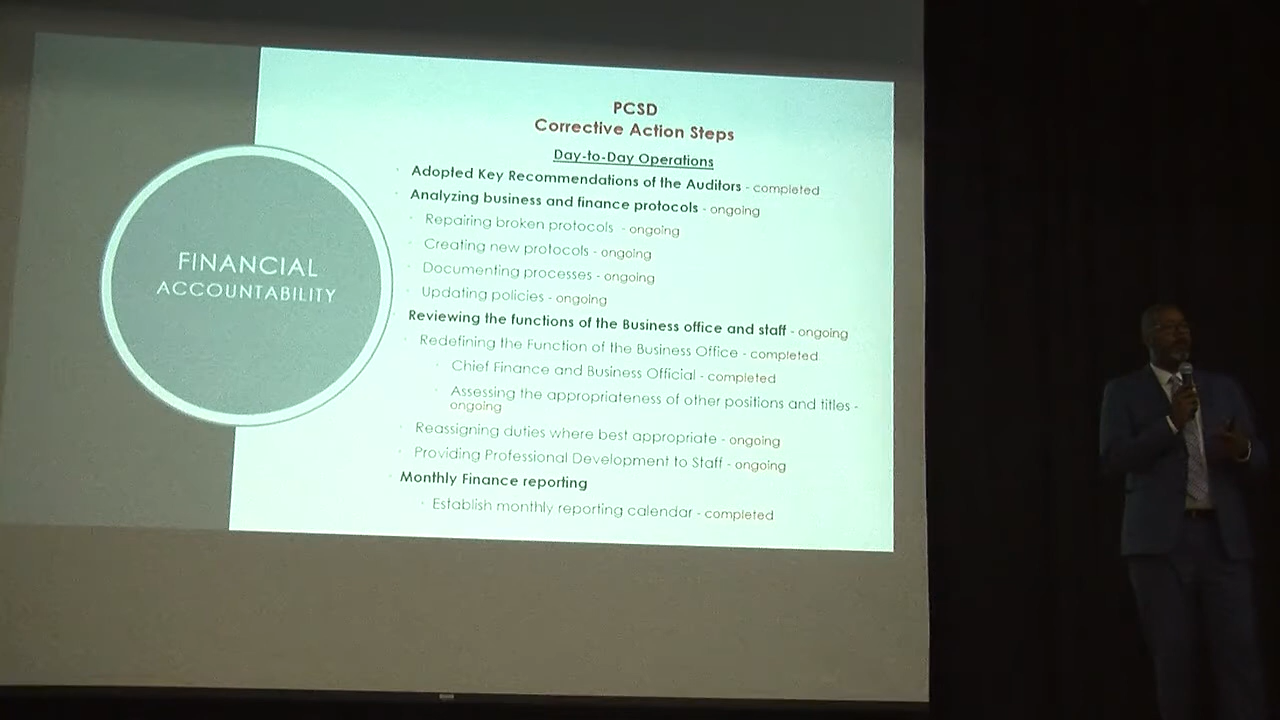 FINANCIAL
ACCOUNTABILITY
PCSD
Corrective Action Steps
Day-to-Day Operations
Adopted Key Recommendations of the Auditors - completed
Analyzing business and finance protocols - ongoing
Repairing broken protocols - ongoing
Creating new protocols - ongoing
Documenting processes - ongoing
Updating policies - ongoing
Reviewing the functions of the Business office and staff - ongoing
Redefining the Function of the Business Office - completed
Chief Finance and Business Official - completed
Assessing the appropriateness of other positions and titles -
ongoing
Reassigning duties where best appropriate - ongoing
Providing Professional Development to Staff - ongoing
Monthly Finance reporting
Establish monthly reporting calendar - completed